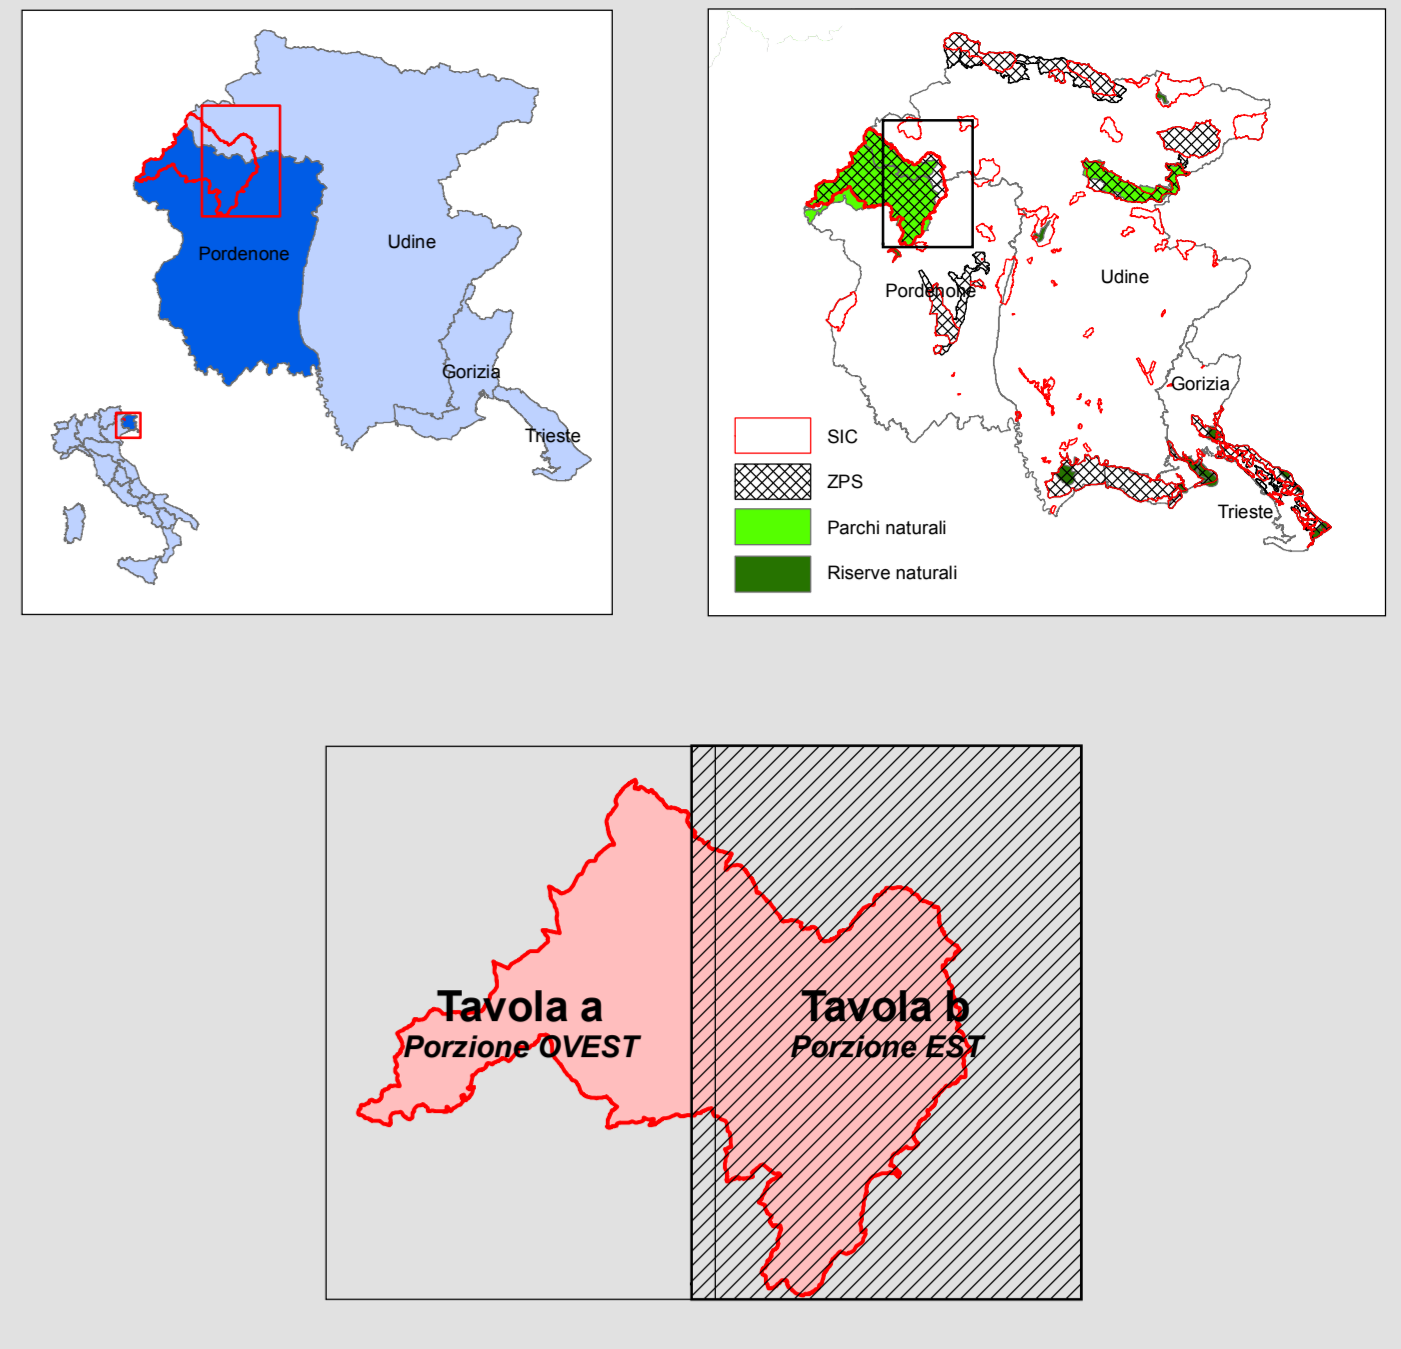 Udine
Pordenone
Gorizia
Trieste
Udine
Pordenone
Gorizia
Trieste
SIC
ZPS
Parchi naturali
Riserve naturali
Tavola a
Porzione OVEST
Tavola b
Porzione EST